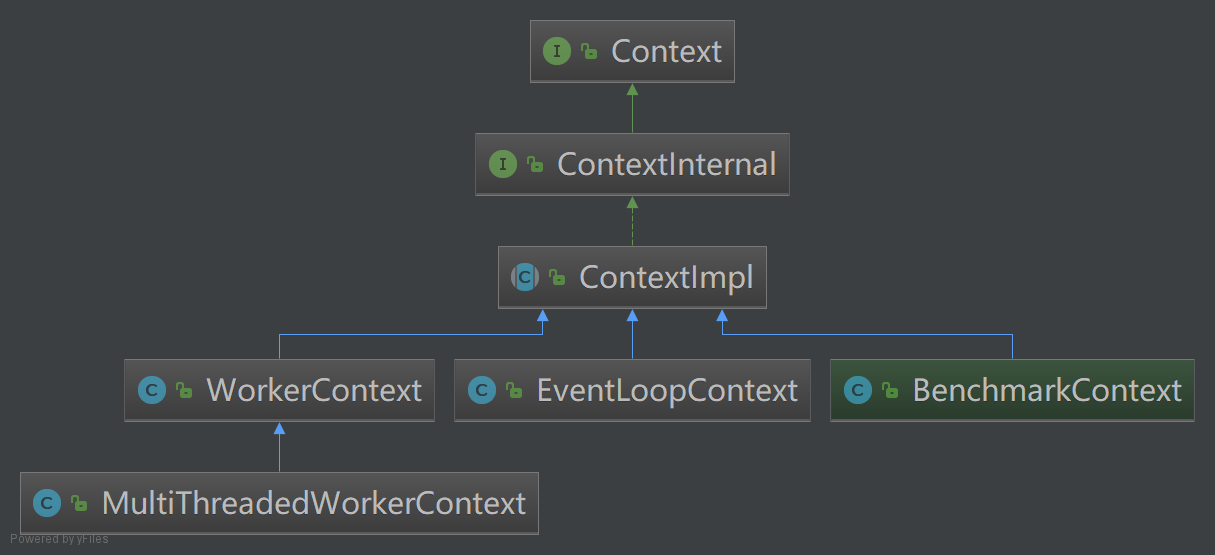 I Context
I ContextInternal
C ContextImpl
C WorkerContext
C EventLoopContext
C BenchmarkContext
C MultiThreadedWorkerContext
Powered by yFiles